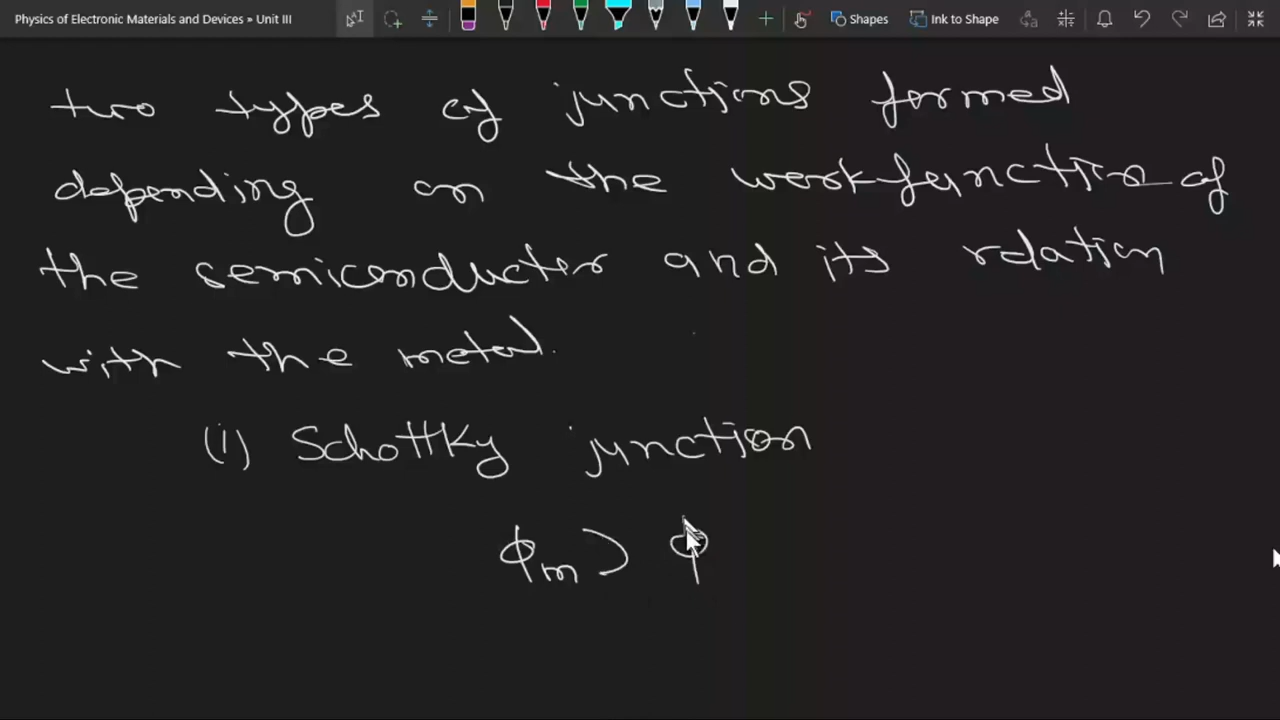 Physics of Electronic Materials and Devices » Unit III
Shapes
Ink to Shape
two types of junctions formed
depending on the workfunction of
the semiconductor and its relation
with the metal.
(i) Schottky junction
ϕm > ϕ